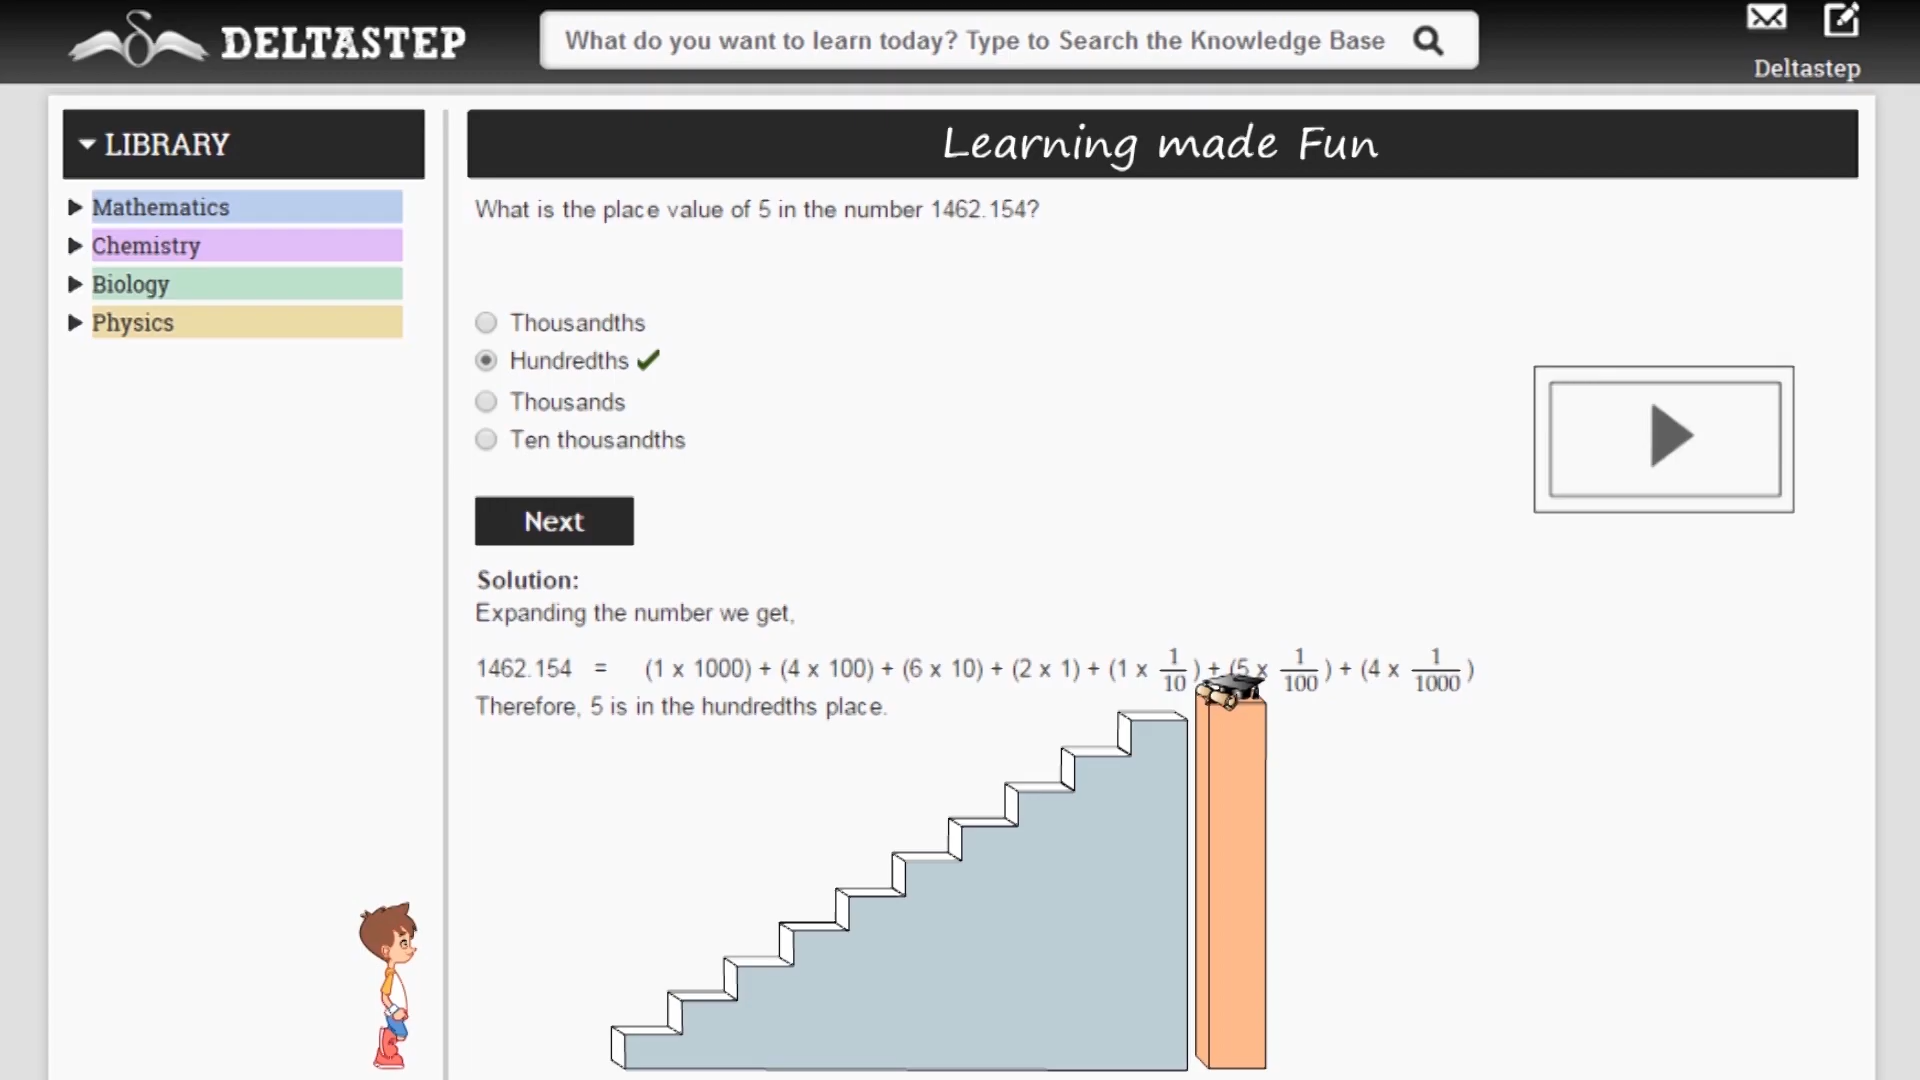 DELTASTEP
What do you want to learn today? Type to Search the Knowledge Base
Deltastep
LIBRARY
Mathematics
Chemistry
Biology
Physics
Learning made Fun
What is the place value of 5 in the number 1462.154?
Thousandths
Hundredths
Thousands
Ten thousandths
Next
Solution:
Expanding the number we get,
1462.154 = (1 x 1000) + (4 x 100) + (6 x 10) + (2 x 1) + (1 x 1/10) + (5 x 1/100) + (4 x 1/1000)
Therefore, 5 is in the hundredths place.